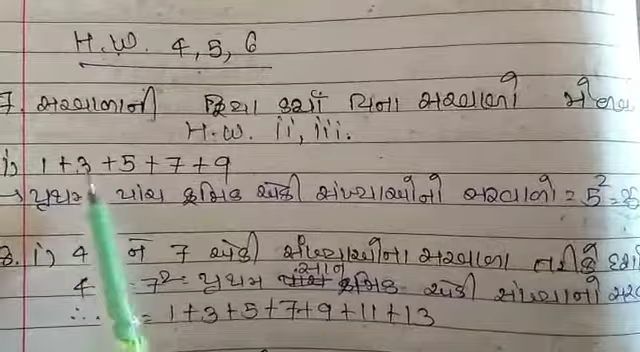 H.W. 4, 5, 6
7. સરવાળાની ક્રિયા કર્યા વિના સરવાળો મેળવ
H.W. ii, iii.
i) 1+3+5+7+9
→ પ્રથમ પાંચ ક્રમિક એકી સંખ્યાઓનો સરવાળો = 5² =
8. i) 4 ને 7 એકી સંખ્યાઓના સરવાળા તરીકે
4 = 7² = પ્રથમ સાત ક્રમિક એકી સંખ્યાનો સર
∴ = 1+3+5+7+9+11+13